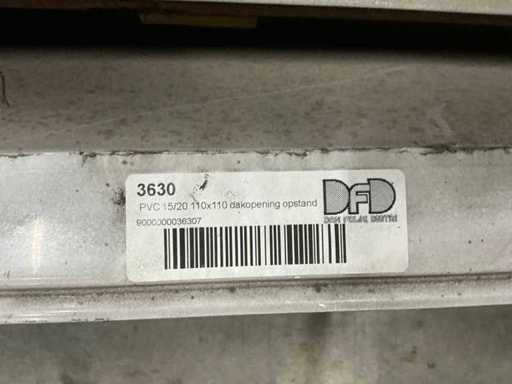 3630
PVC 15/20 110x110 dakopening opstand
9000000036307
DFD